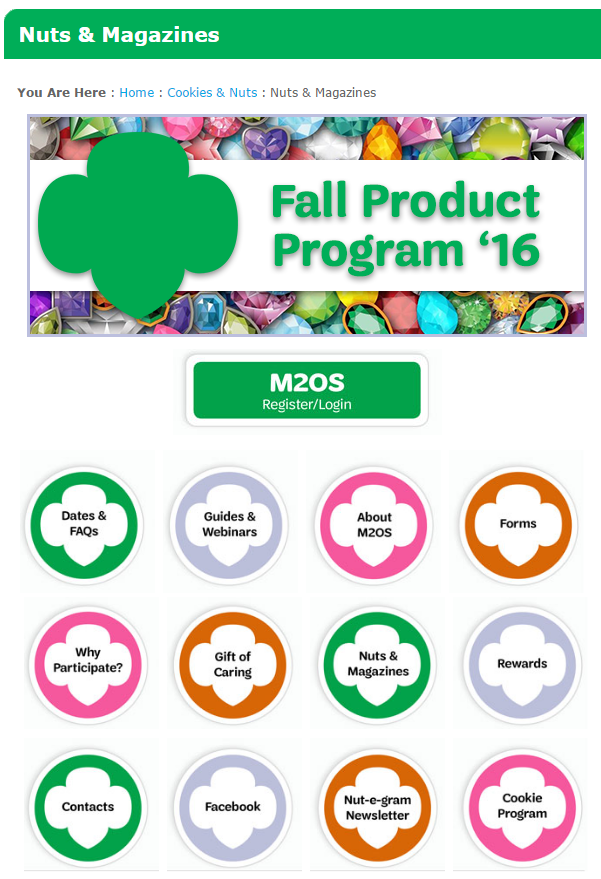 Nuts & Magazines
You Are Here : Home : Cookies & Nuts : Nuts & Magazines
Fall Product
Program ‘16
M2OS
Register/Login
Dates &
FAQs
Guides &
Webinars
About
M2OS
Forms
Why
Participate?
Gift of
Caring
Nuts &
Magazines
Rewards
Contacts
Facebook
Nut-e-gram
Newsletter
Cookie
Program